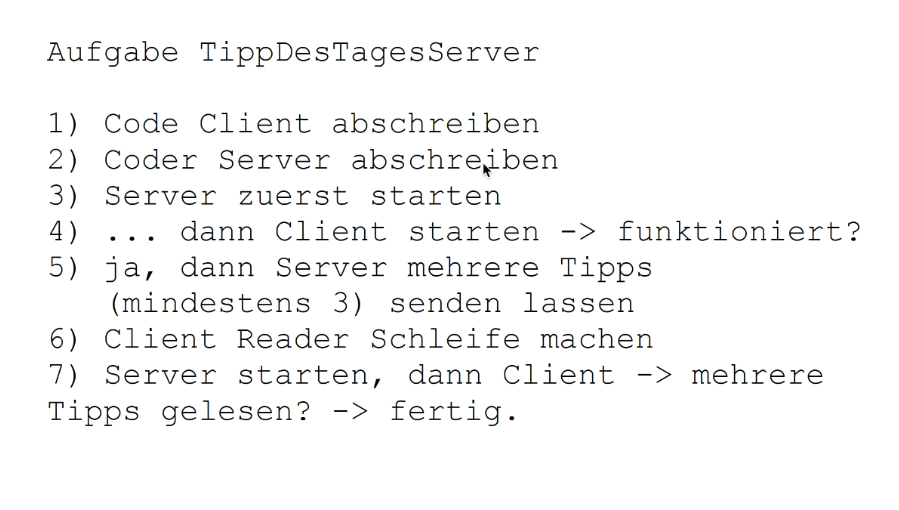 Aufgabe TippDesTagesServer
1) Code Client abschreiben
2) Coder Server abschreiben
3) Server zuerst starten
4) ... dann Client starten -> funktioniert?
5) ja, dann Server mehrere Tipps
(mindestens 3) senden lassen
6) Client Reader Schleife machen
7) Server starten, dann Client -> mehrere
Tipps gelesen? -> fertig.